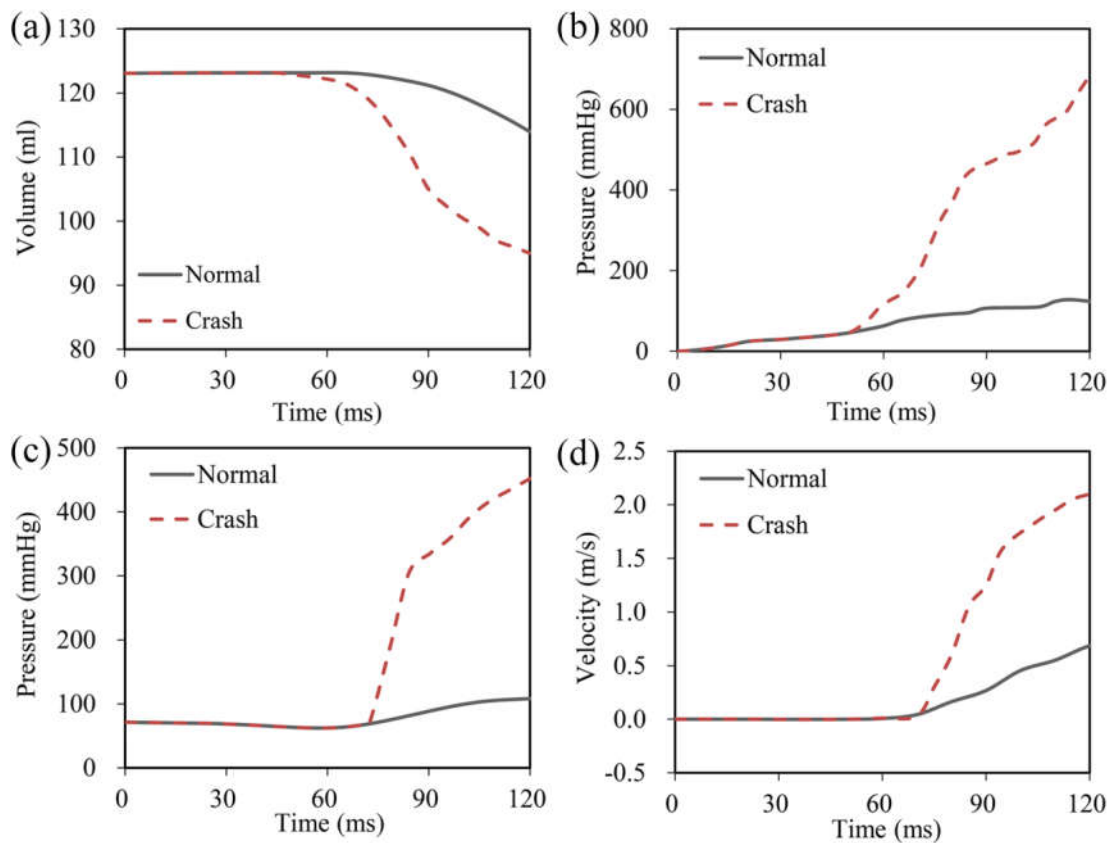 (a)
130
120
110
100
90
80
Volume (ml)
Normal
Crash
0 30 60 90 120
Time (ms)
(b)
800
600
400
200
0
Pressure (mmHg)
Normal
Crash
0 30 60 90 120
Time (ms)
(c)
500
400
300
200
100
0
Pressure (mmHg)
Normal
Crash
0 30 60 90 120
Time (ms)
(d)
2.5
2.0
1.5
1.0
0.5
0.0
-0.5
Velocity (m/s)
Normal
Crash
0 30 60 90 120
Time (ms)